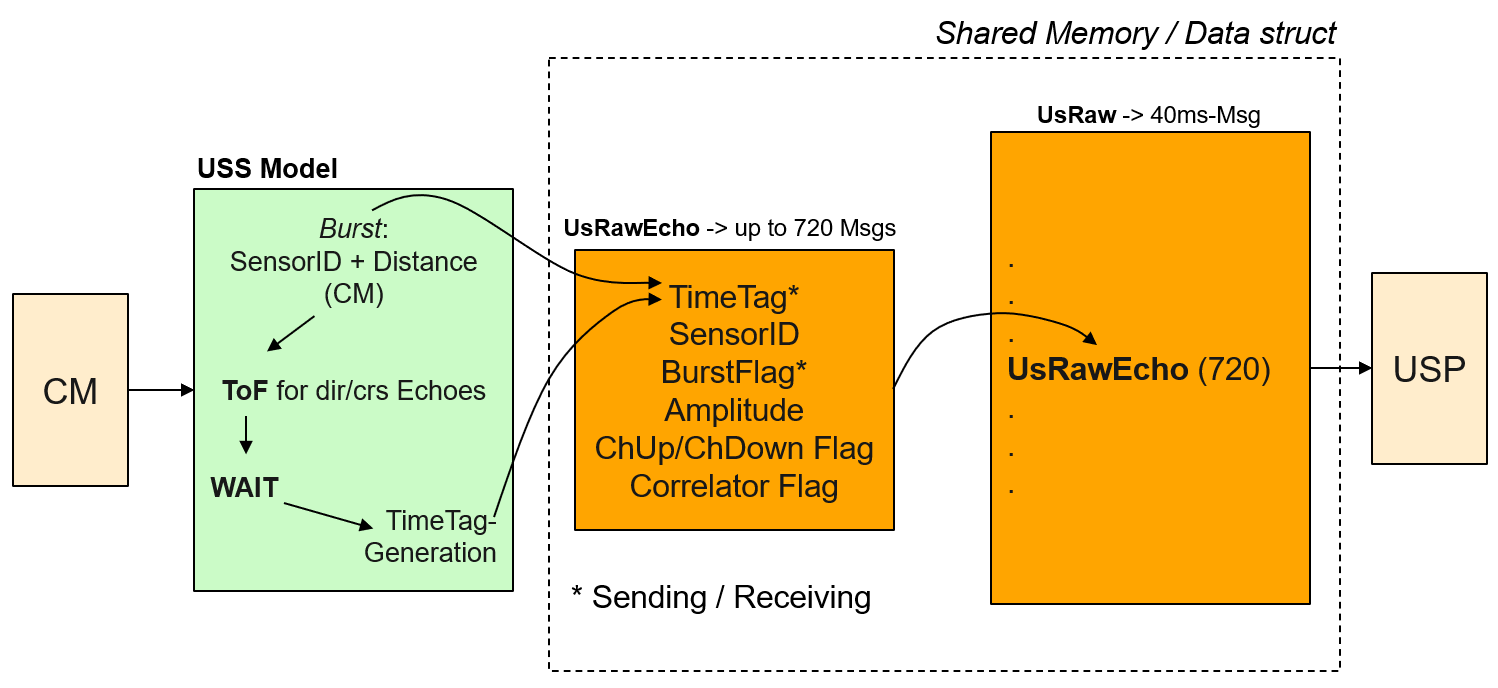 Shared Memory / Data struct
UsRaw -> 40ms-Msg
USS Model
Burst:
SensorID + Distance
(CM)
ToF for dir/crs Echoes
WAIT
TimeTag-
Generation
CM
UsRawEcho -> up to 720 Msgs
TimeTag*
SensorID
BurstFlag*
Amplitude
ChUp/ChDown Flag
Correlator Flag
* Sending / Receiving
.
.
.
UsRawEcho (720)
.
.
.
USP